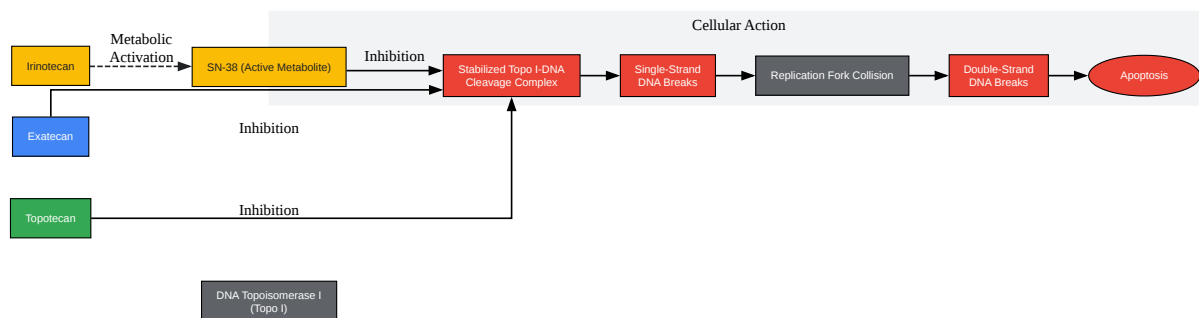 Cellular Action
Metabolic
Activation
Irinotecan
SN-38 (Active Metabolite)
Inhibition
Stabilized Topo I-DNA
Cleavage Complex
Single-Strand
DNA Breaks
Replication Fork Collision
Double-Strand
DNA Breaks
Apoptosis
Exatecan
Inhibition
Topotecan
Inhibition
DNA Topoisomerase I
(Topo I)